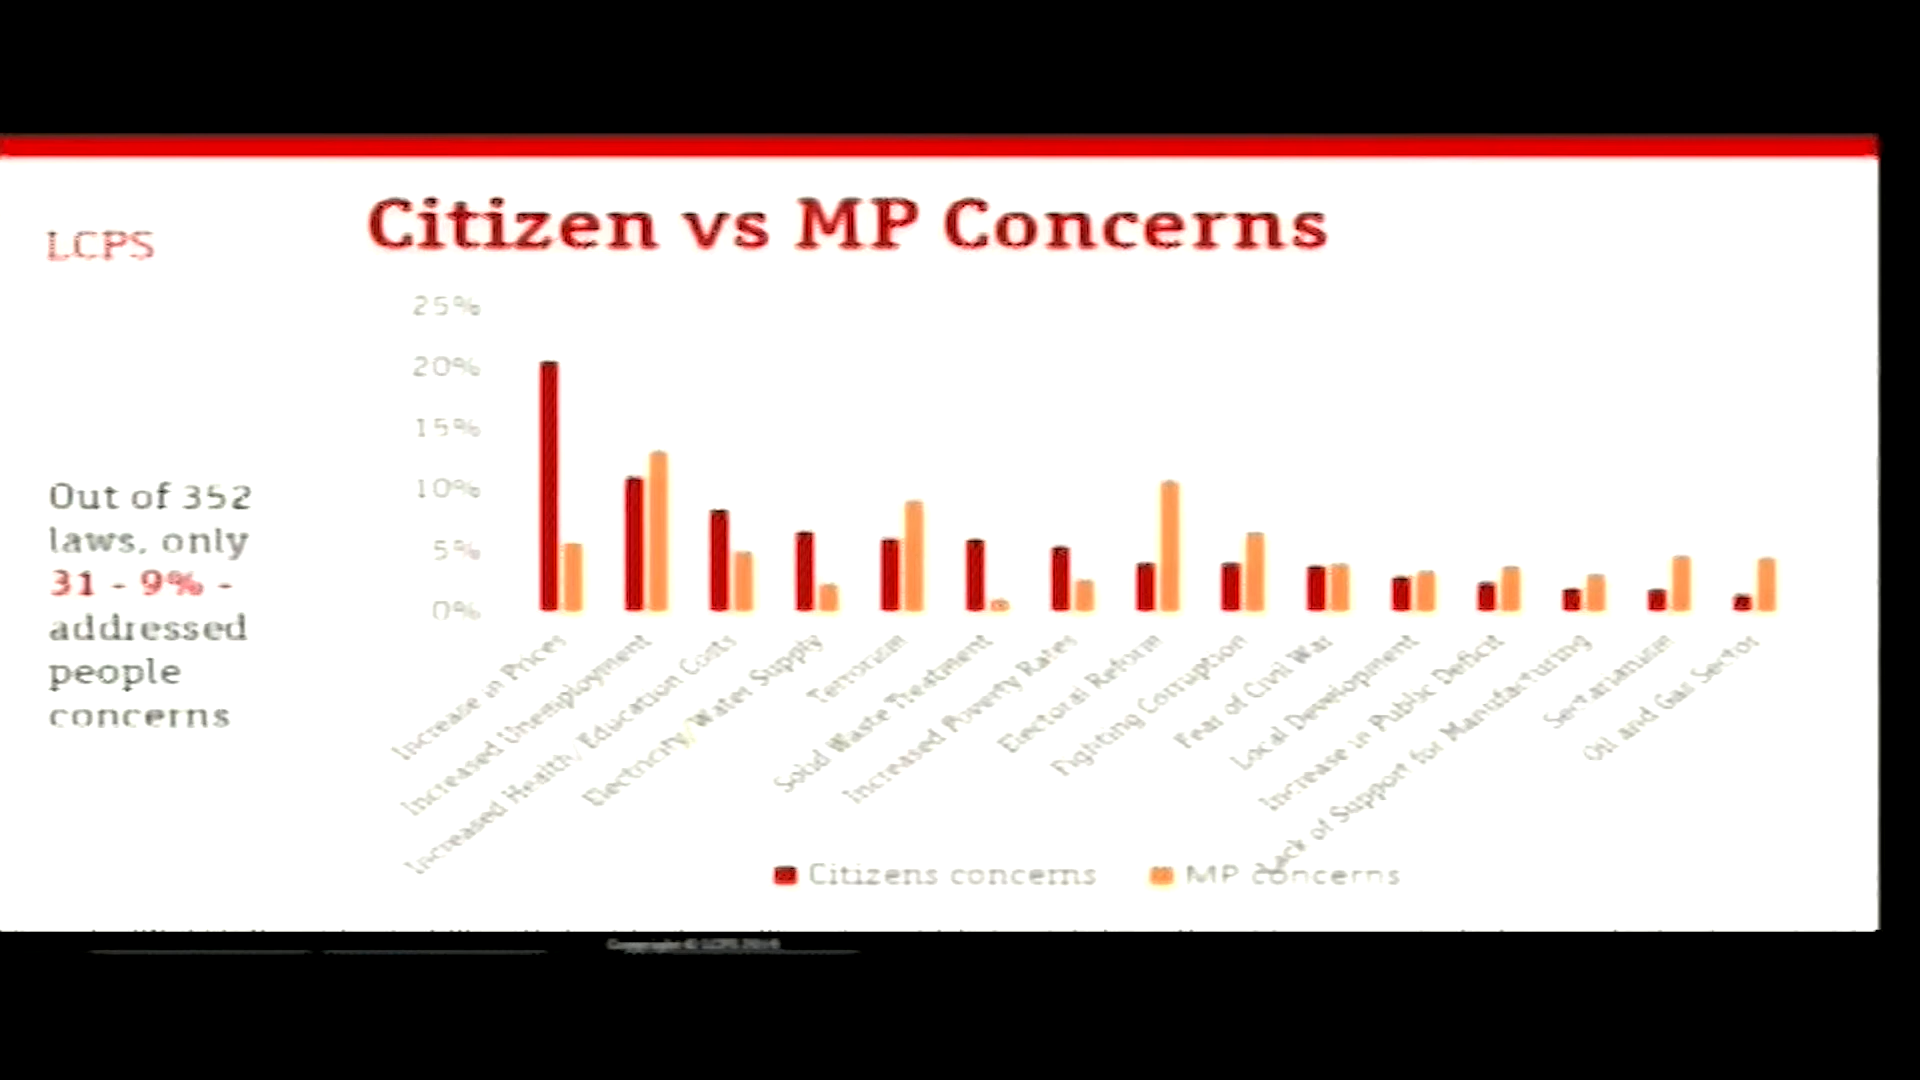 Citizen vs MP Concerns
LCPS
Out of 352
laws, only
31 - 9% -
addressed
people
concerns
25%
20%
15%
10%
5%
0%
Increase in Prices
Increased Unemployment
Increased Health/Education Costs
Electricity/Water Supply
Terrorism
Solid Waste Treatment
Increased Poverty Rates
Electoral Reform
Fighting Corruption
Fear of Civil War
Local Development
Increase in Public Deficit
Lack of Support for Manufacturing
Sectarianism
Oil and Gas Sector
Citizens concerns
MP concerns
Copyright © LCPS